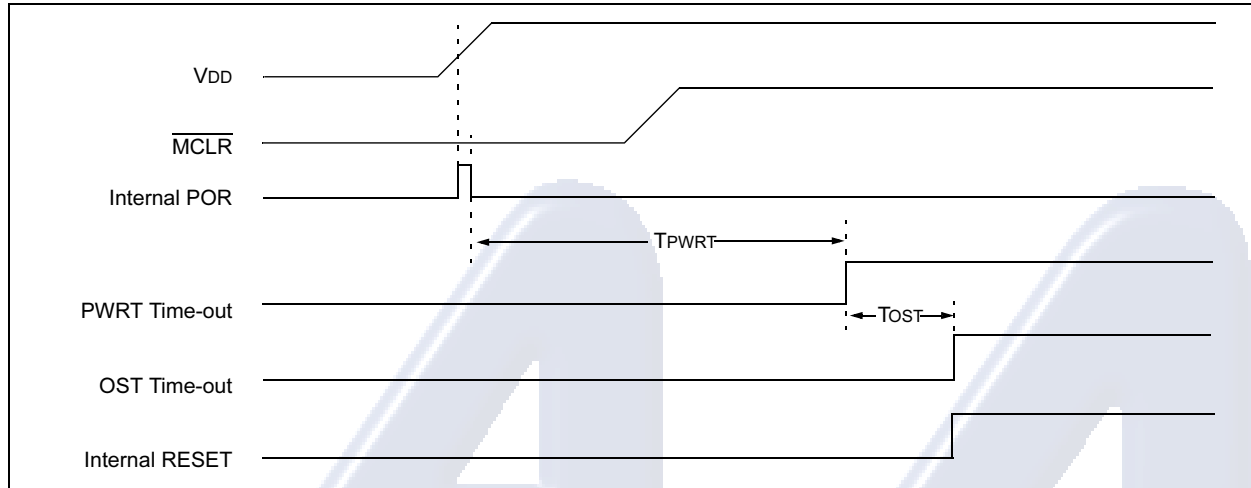 VDD
MCLR
Internal POR
TPWRT
PWRT Time-out
TOST
OST Time-out
Internal RESET